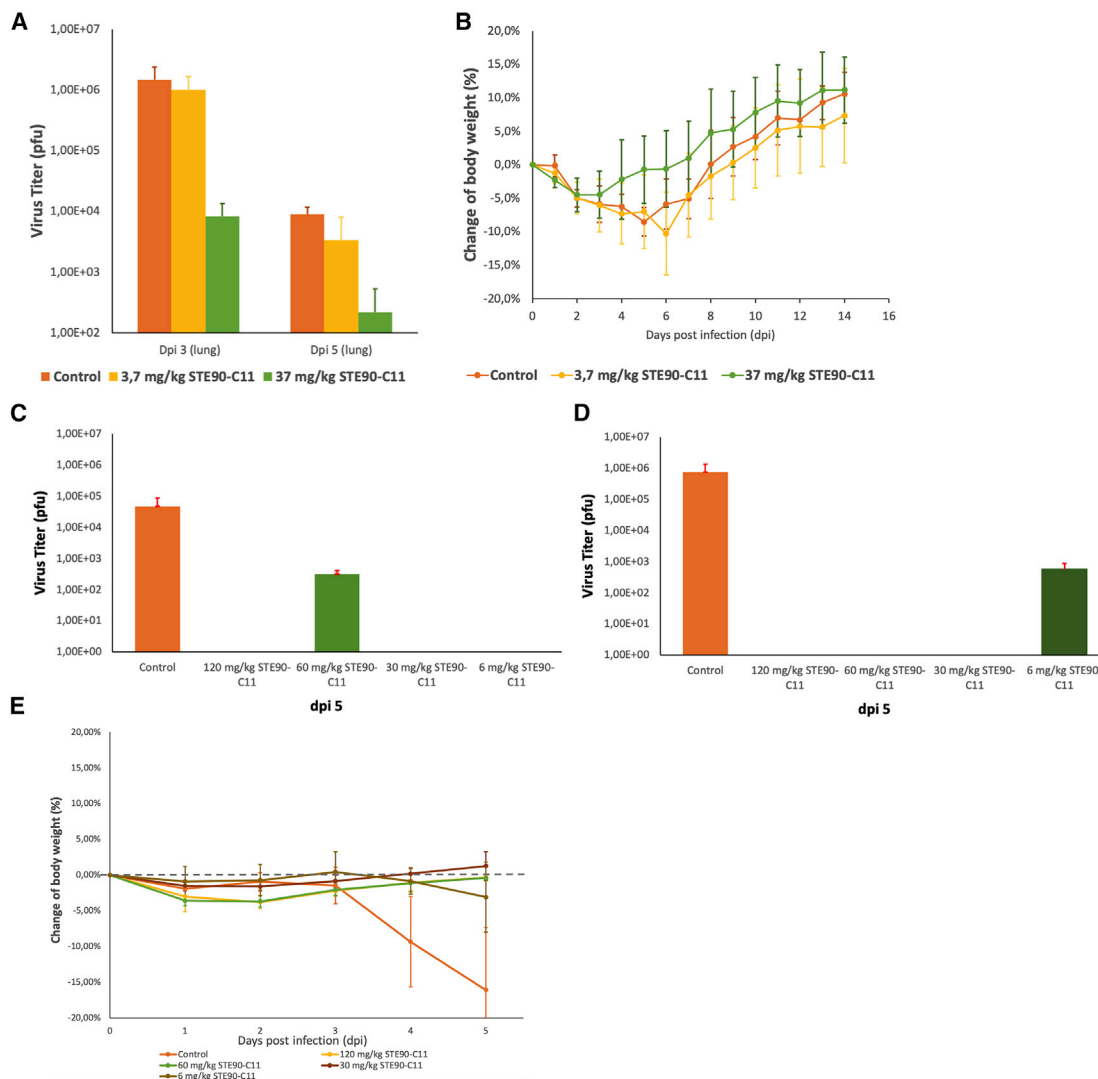 A
1,00E+07
1,00E+06
1,00E+05
1,00E+04
1,00E+03
1,00E+02
Virus Titer (pfu)
Dpi 3 (lung) Dpi 5 (lung)
Control 3,7 mg/kg STE90-C11 37 mg/kg STE90-C11
B
20,0%
15,0%
10,0%
5,0%
0,0%
-5,0%
-10,0%
-15,0%
-20,0%
Change of body weight (%)
0 2 4 6 8 10 12 14 16
Days post infection (dpi)
Control 3,7 mg/kg STE90-C11 37 mg/kg STE90-C11
C
1,00E+07
1,00E+06
1,00E+05
1,00E+04
1,00E+03
1,00E+02
1,00E+01
1,00E+00
Virus Titer (pfu)
Control 120 mg/kg STE90- 60 mg/kg STE90- 30 mg/kg STE90- 6 mg/kg STE90-
C11 C11 C11 C11
dpi 5
D
1,00E+07
1,00E+06
1,00E+05
1,00E+04
1,00E+03
1,00E+02
1,00E+01
1,00E+00
Virus Titer (pfu)
Control 120 mg/kg STE90- 60 mg/kg STE90- 30 mg/kg STE90- 6 mg/kg STE90-
C11 C11 C11 C11
dpi 5
E
20,00%
15,00%
10,00%
5,00%
0,00%
-5,00%
-10,00%
-15,00%
-20,00%
Change of body weight (%)
0 1 2 3 4 5
Days post infection (dpi)
Control 120 mg/kg STE90-C11
60 mg/kg STE90-C11 30 mg/kg STE90-C11
6 mg/kg STE90-C11